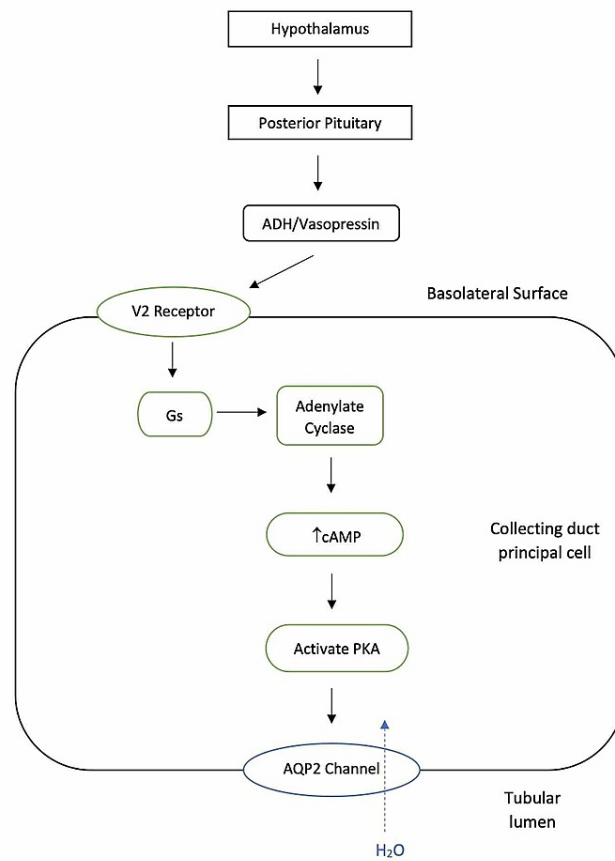 Hypothalamus
Posterior Pituitary
ADH/Vasopressin
Basolateral Surface
V2 Receptor
Gs
Adenylate
Cyclase
↑cAMP
Collecting duct
principal cell
Activate PKA
AQP2 Channel
Tubular
lumen
H₂O